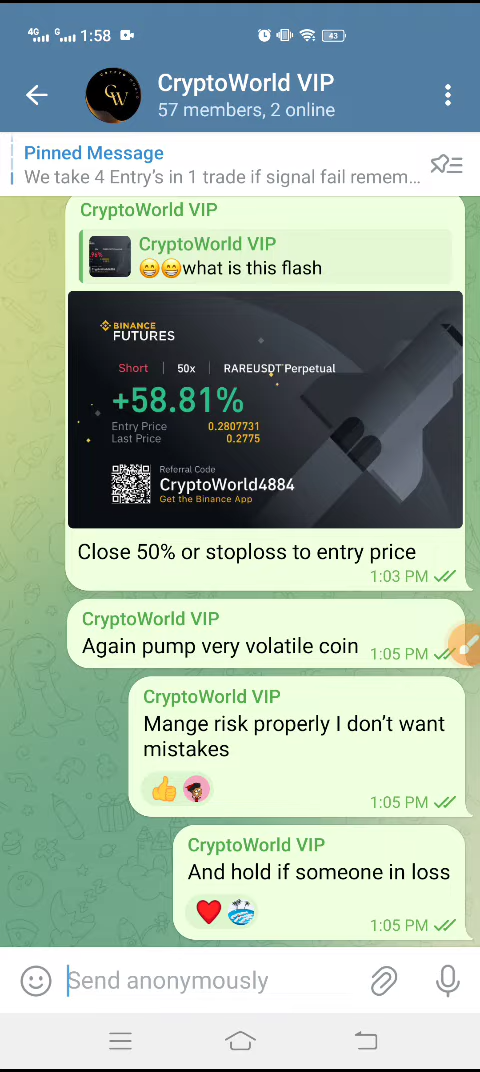 4G G 1:58 43
CryptoWorld VIP
57 members, 2 online
Pinned Message
We take 4 Entry's in 1 trade if signal fail remem...
CryptoWorld VIP
CryptoWorld VIP
😁😁what is this flash
BINANCE
FUTURES
Short | 50x | RAREUSDT Perpetual
+58.81%
Entry Price 0.2807731
Last Price 0.2775
Referral Code
CryptoWorld4884
Get the Binance App
Close 50% or stoploss to entry price
1:03 PM
CryptoWorld VIP
Again pump very volatile coin 1:05 PM
CryptoWorld VIP
Mange risk properly I don't want
mistakes
1:05 PM
CryptoWorld VIP
And hold if someone in loss
1:05 PM
Send anonymously